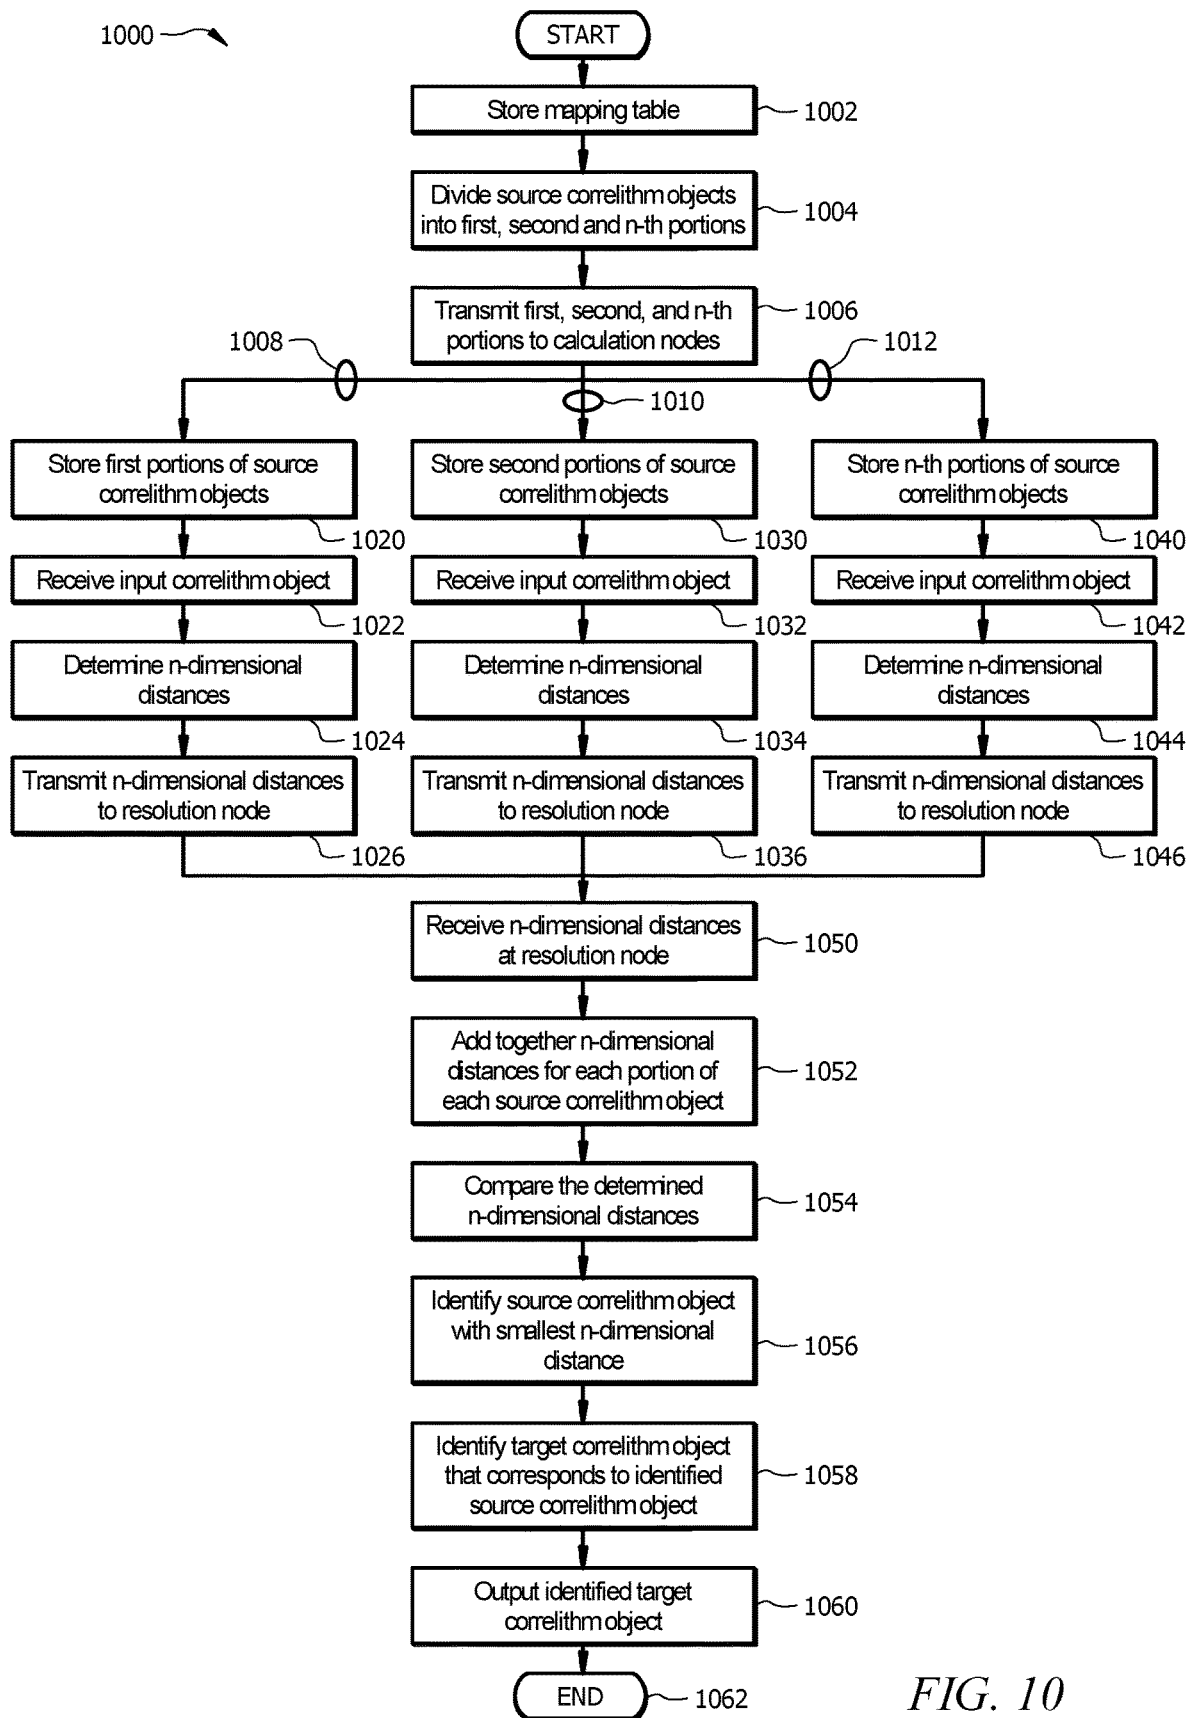 1000
START
Store mapping table
1002
Divide source correlithm objects
into first, second and n-th portions
1004
Transmit first, second, and n-th
portions to calculation nodes
1006
1008
1010
1012
Store first portions of source
correlithm objects
1020
Receive input correlithm object
1022
Determine n-dimensional
distances
1024
Transmit n-dimensional distances
to resolution node
1026
Store second portions of source
correlithm objects
1030
Receive input correlithm object
1032
Determine n-dimensional
distances
1034
Transmit n-dimensional distances
to resolution node
1036
Store n-th portions of source
correlithm objects
1040
Receive input correlithm object
1042
Determine n-dimensional
distances
1044
Transmit n-dimensional distances
to resolution node
1046
Receive n-dimensional distances
at resolution node
1050
Add together n-dimensional
distances for each portion of
each source correlithm object
1052
Compare the determined
n-dimensional distances
1054
Identify source correlithm object
with smallest n-dimensional
distance
1056
Identify target correlithm object
that corresponds to identified
source correlithm object
1058
Output identified target
correlithm object
1060
END
1062
FIG. 10